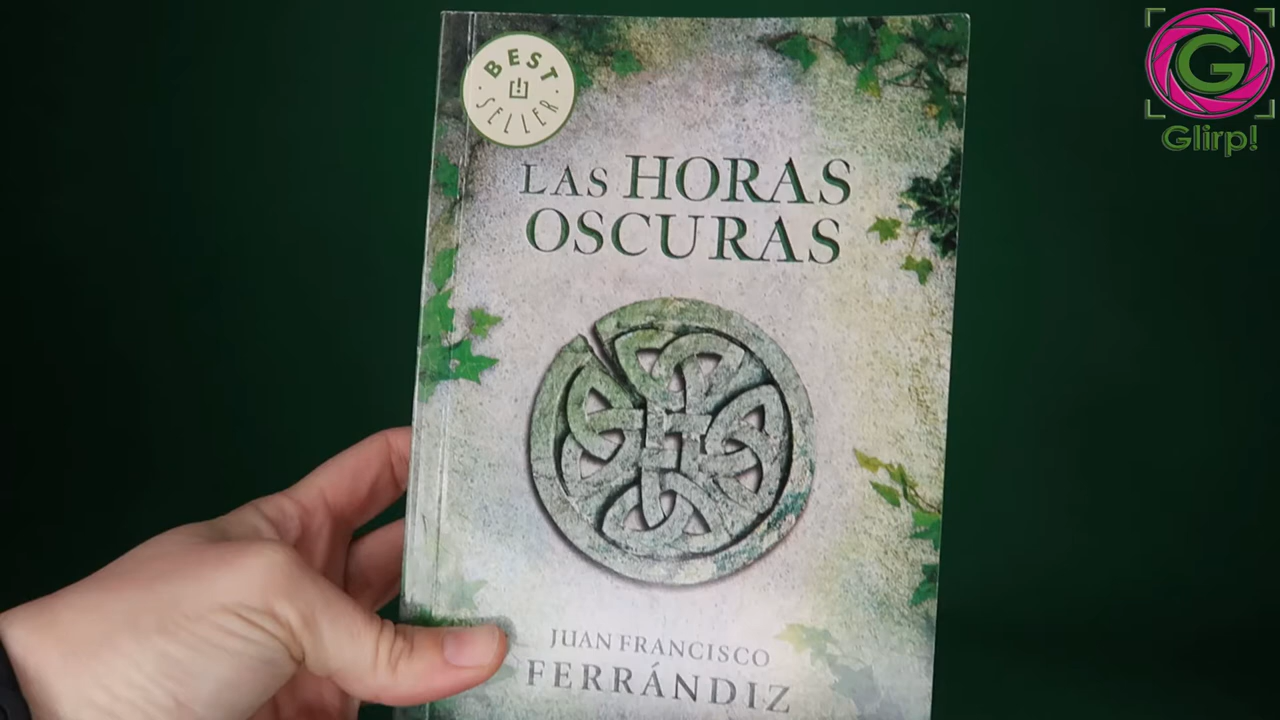 BEST
SELLER
LAS HORAS
OSCURAS
JUAN FRANCISCO
FERRÁNDIZ
G
Glirp!